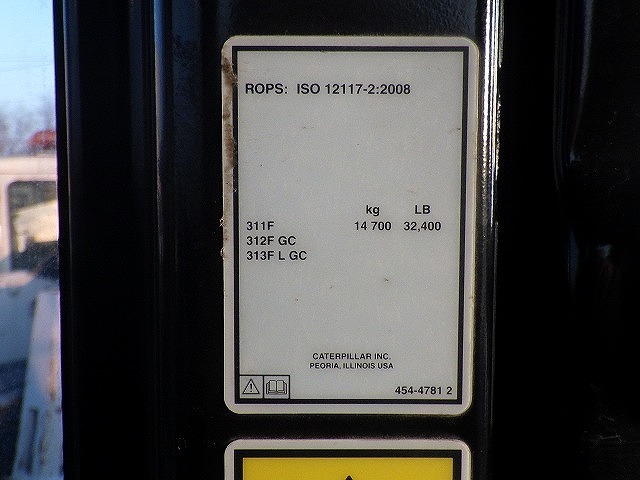 ROPS: ISO 12117-2:2008
kg LB
311F 14 700 32,400
312F GC
313F L GC
CATERPILLAR INC.
PEORIA, ILLINOIS USA
454-4781 2